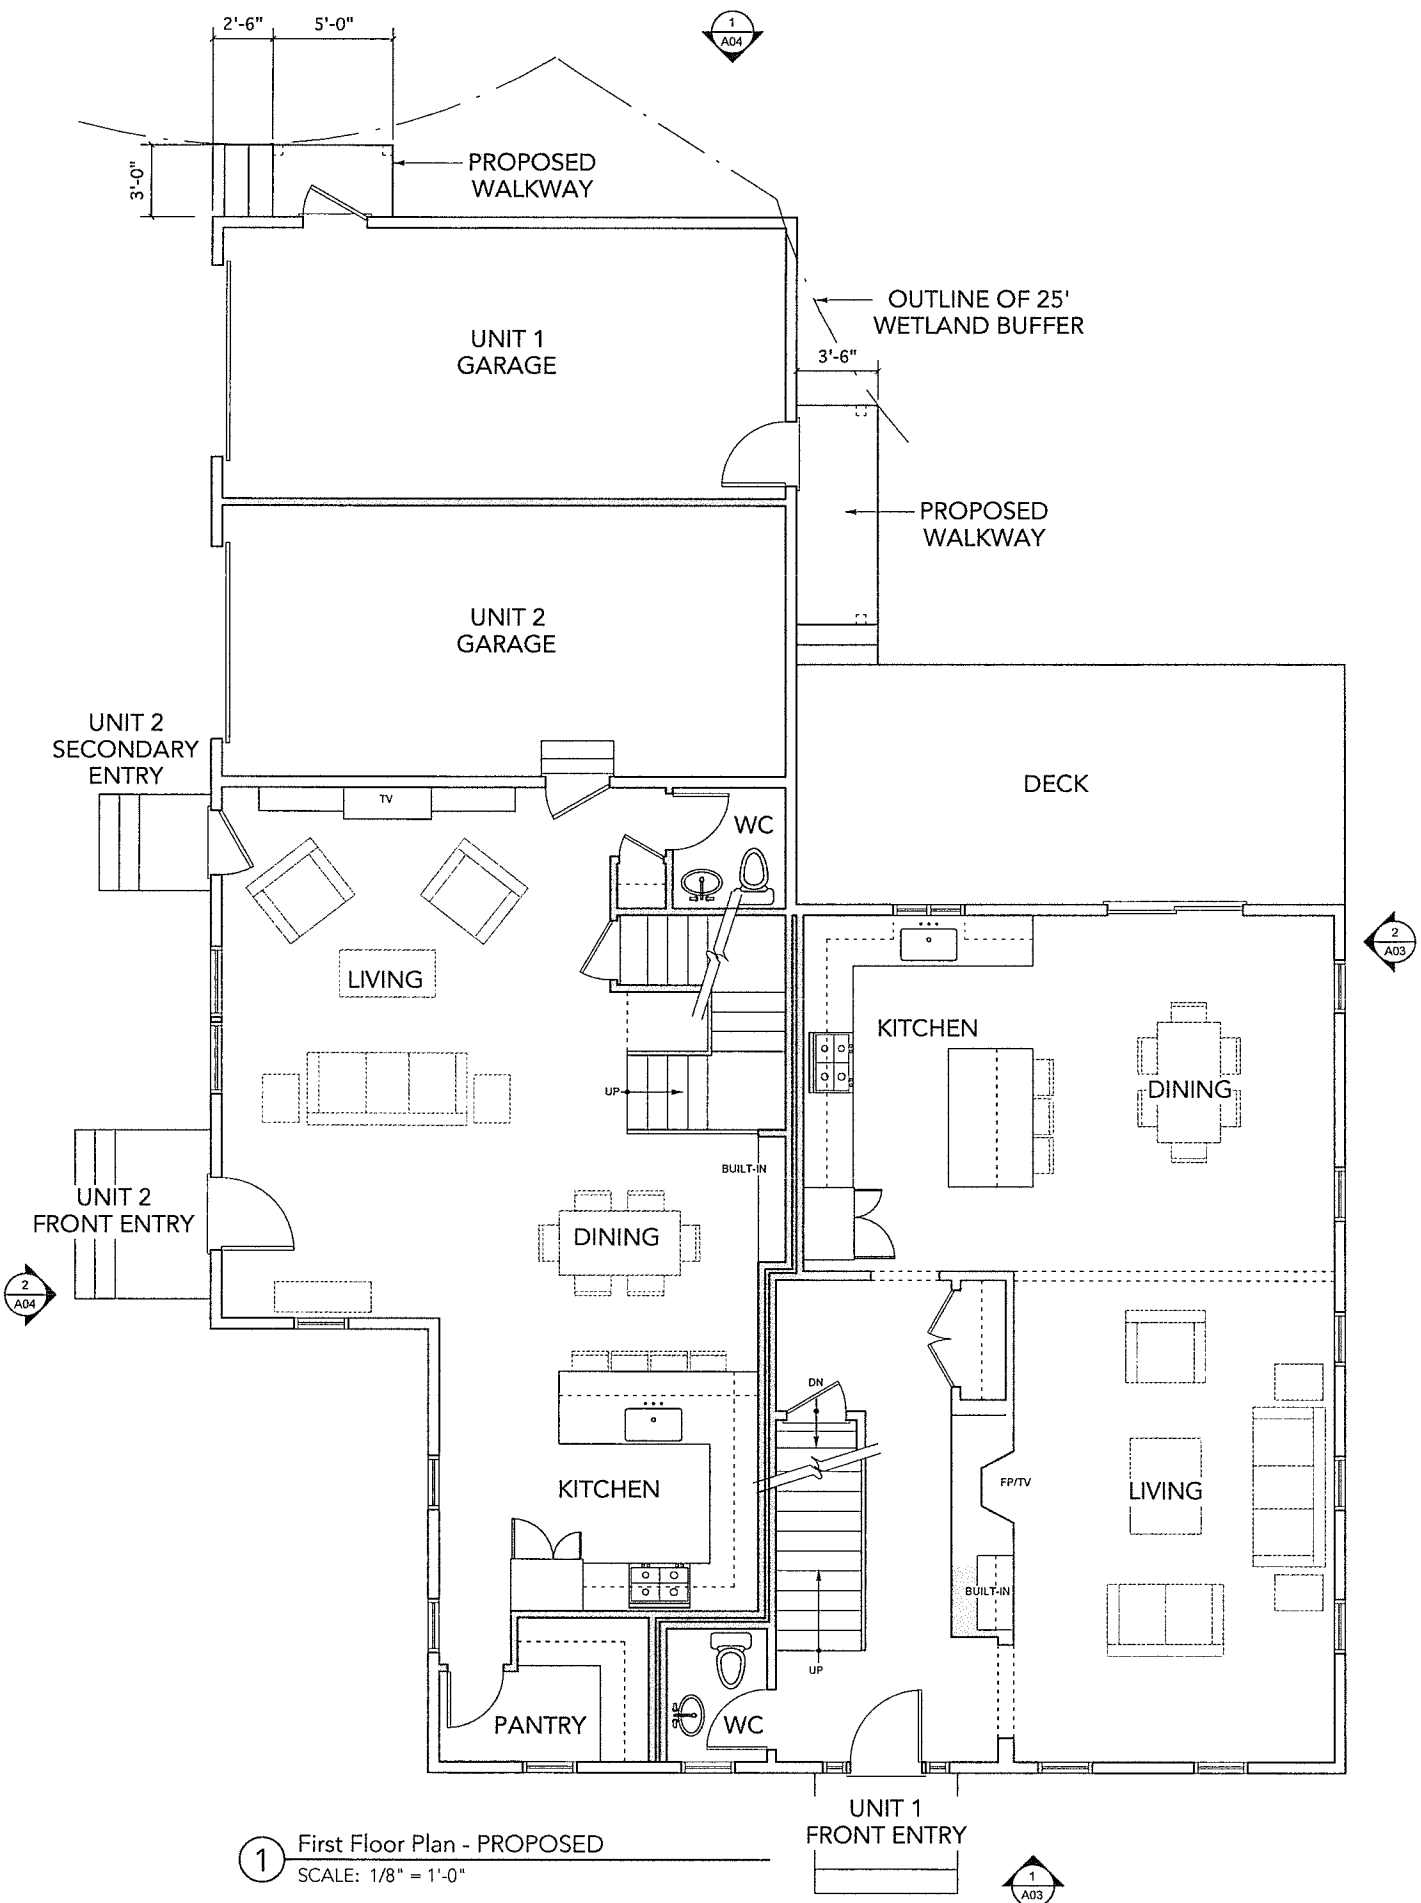 2'-6"
5'-0"
1
A04
3'-0"
PROPOSED
WALKWAY
OUTLINE OF 25'
WETLAND BUFFER
UNIT 1
GARAGE
3'-6"
PROPOSED
WALKWAY
UNIT 2
GARAGE
UNIT 2
SECONDARY
ENTRY
DECK
TV
WC
2
A03
LIVING
KITCHEN
UP
DINING
BUILT-IN
UNIT 2
FRONT ENTRY
DINING
2
A04
DN
KITCHEN
FP/TV
LIVING
BUILT-IN
UP
PANTRY
WC
UNIT 1
FRONT ENTRY
1
First Floor Plan - PROPOSED
SCALE: 1/8" = 1'-0"
1
A03